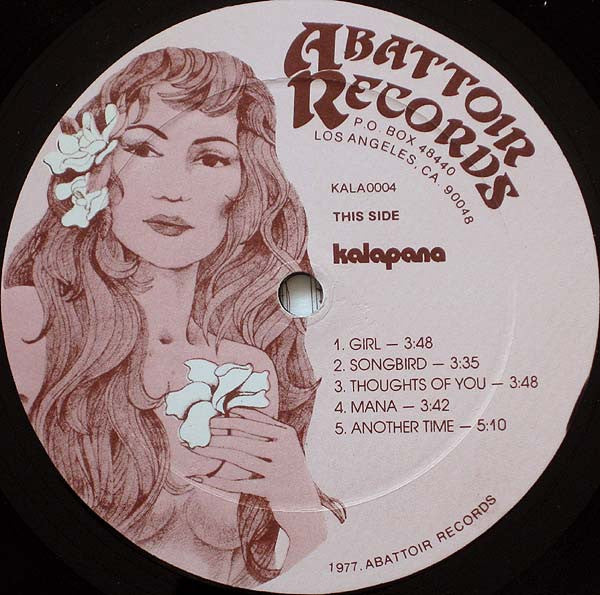 ABATTOIR
RECORDS
P.O. BOX 48440
LOS ANGELES, CA. 90048
KALA0004
THIS SIDE
kalapana
1. GIRL — 3:48
2. SONGBIRD — 3:35
3. THOUGHTS OF YOU — 3:48
4. MANA — 3:42
5. ANOTHER TIME — 5:10
1977. ABATTOIR RECORDS